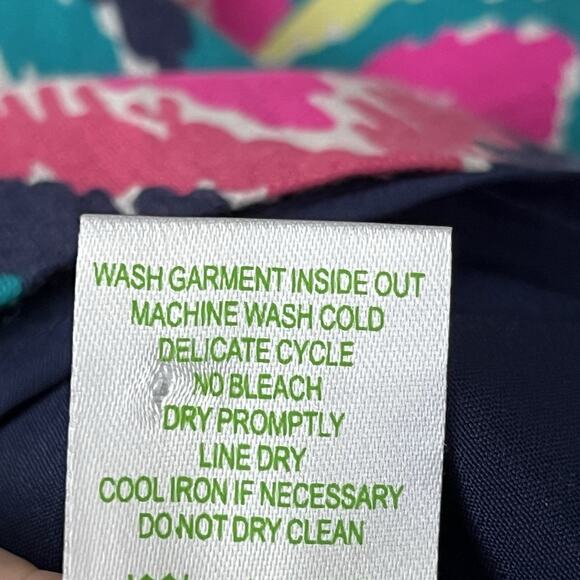 WASH GARMENT INSIDE OUT
MACHINE WASH COLD
DELICATE CYCLE
NO BLEACH
DRY PROMPTLY
LINE DRY
COOL IRON IF NECESSARY
DO NOT DRY CLEAN